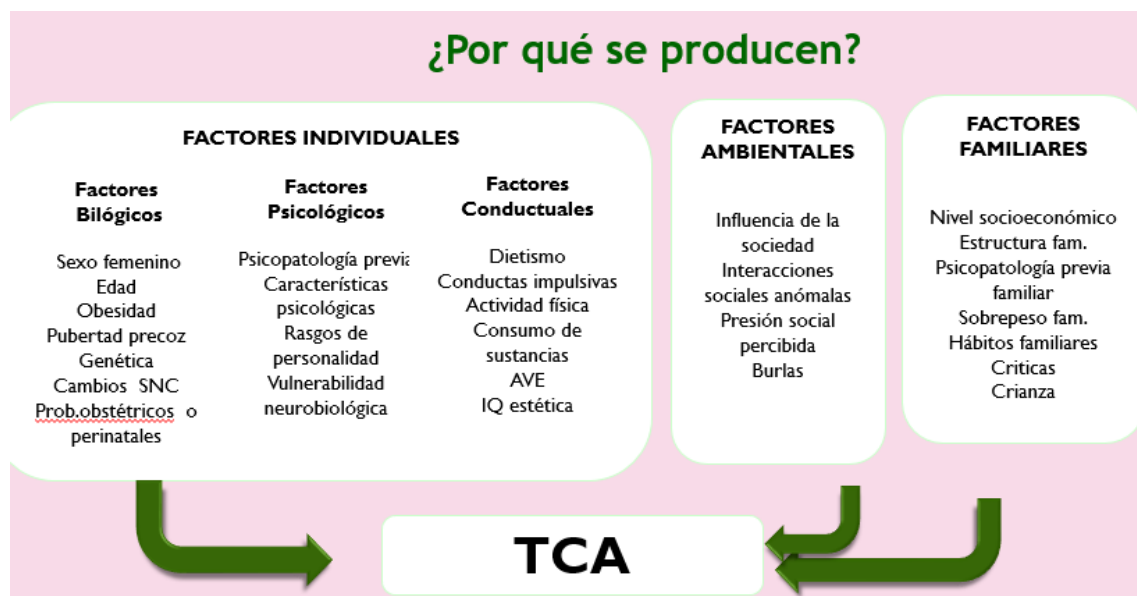 ¿Por qué se producen?
FACTORES INDIVIDUALES
Factores
Bilógicos
Sexo femenino
Edad
Obesidad
Pubertad precoz
Genética
Cambios SNC
Prob.obstétricos o
perinatales
Factores
Psicológicos
Psicopatología previa
Características
psicológicas
Rasgos de
personalidad
Vulnerabilidad
neurobiológica
Factores
Conductuales
Dietismo
Conductas impulsivas
Actividad física
Consumo de
sustancias
AVE
IQ estética
FACTORES
AMBIENTALES
Influencia de la
sociedad
Interacciones
sociales anómalas
Presión social
percibida
Burlas
FACTORES
FAMILIARES
Nivel socioeconómico
Estructura fam.
Psicopatología previa
familiar
Sobrepeso fam.
Hábitos familiares
Criticas
Crianza
TCA